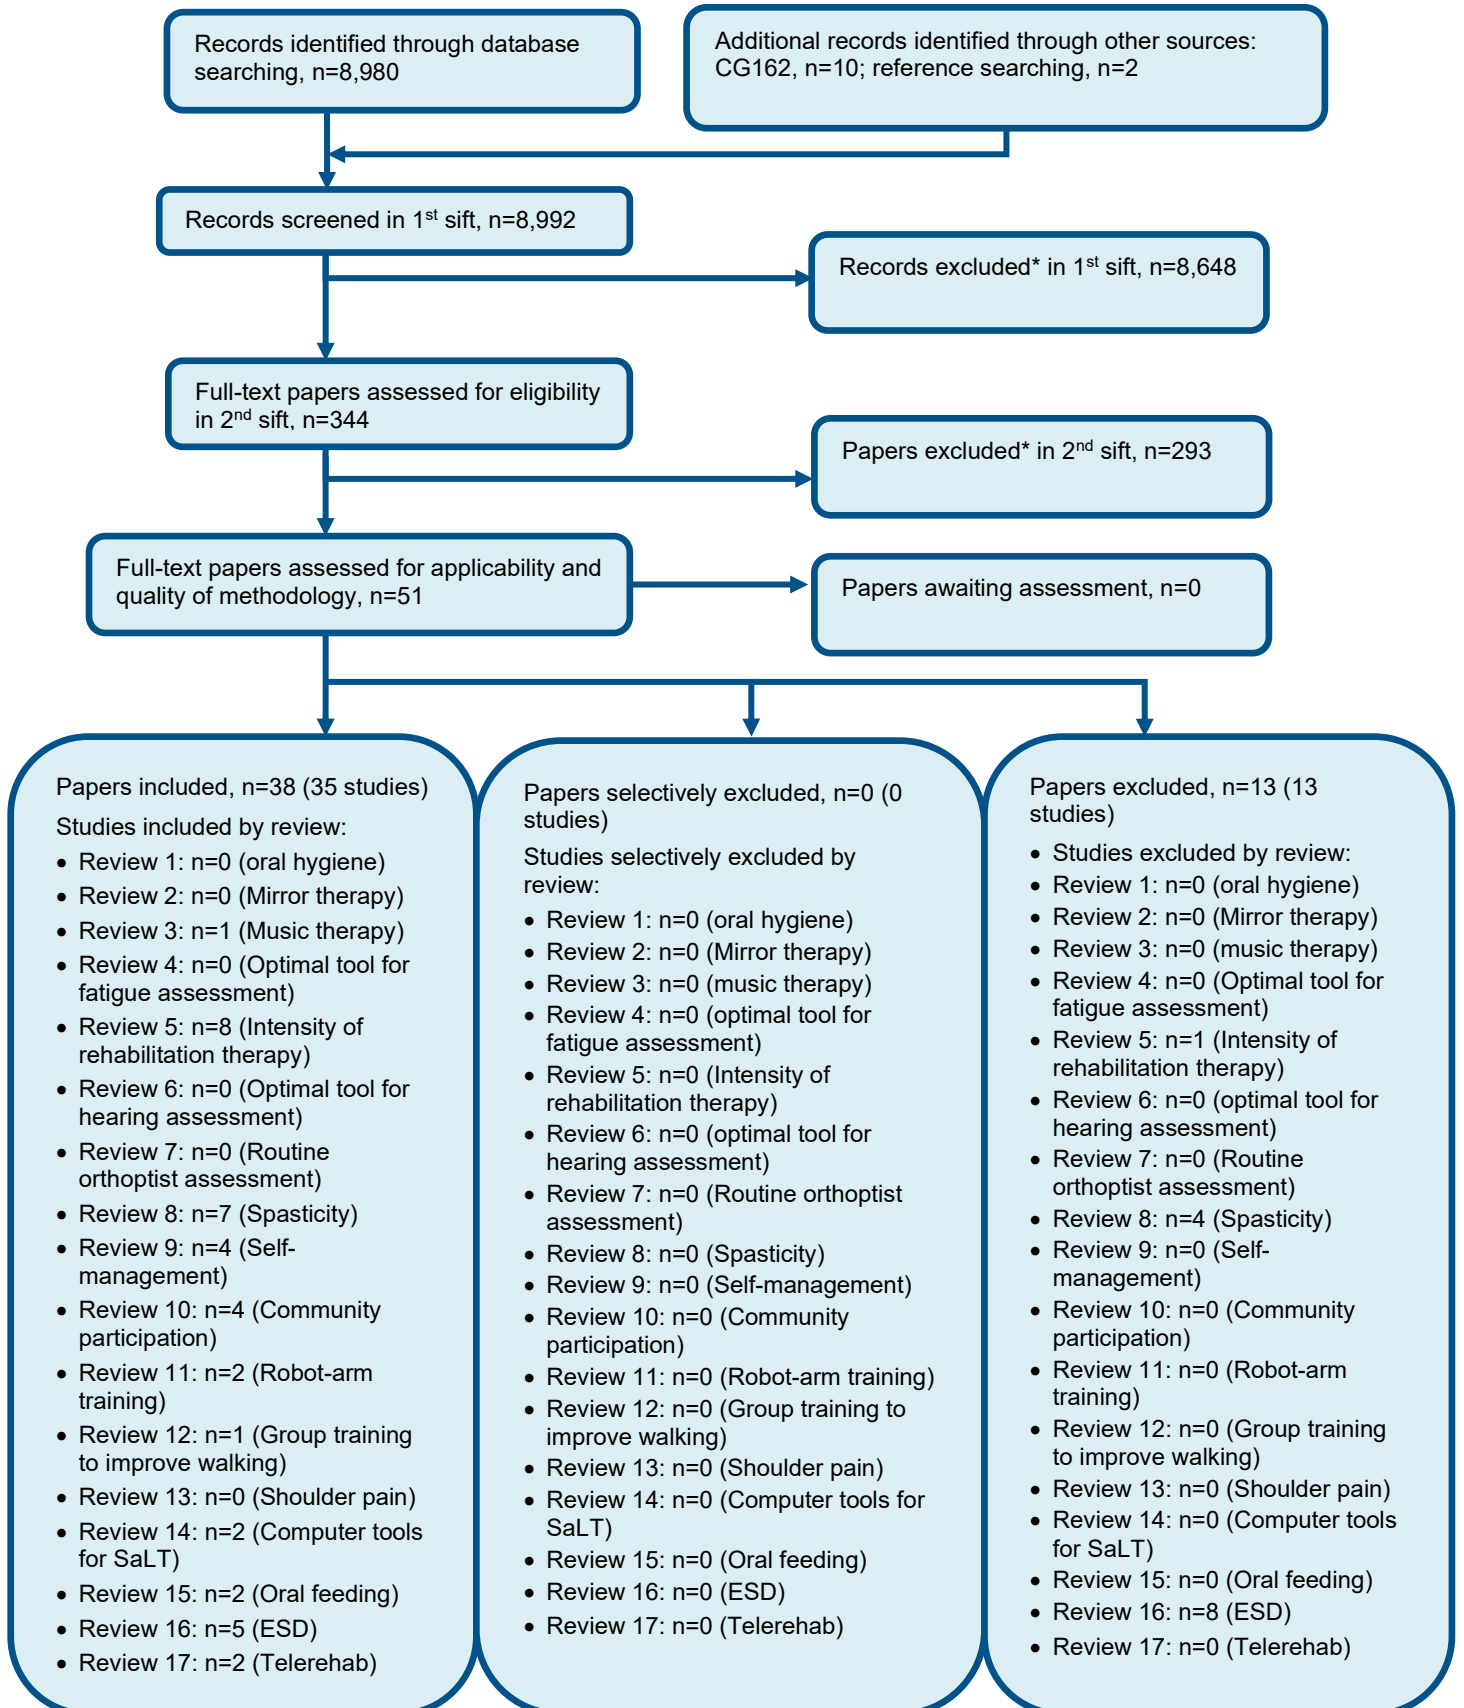 Records identified through database
searching, n=8,980
Additional records identified through other sources:
CG162, n=10; reference searching, n=2
Records screened in 1st sift, n=8,992
Records excluded* in 1st sift, n=8,648
Full-text papers assessed for eligibility
in 2nd sift, n=344
Papers excluded* in 2nd sift, n=293
Full-text papers assessed for applicability and
quality of methodology, n=51
Papers awaiting assessment, n=0
Papers included, n=38 (35 studies)
Studies included by review:
• Review 1: n=0 (oral hygiene)
• Review 2: n=0 (Mirror therapy)
• Review 3: n=1 (Music therapy)
• Review 4: n=0 (Optimal tool for
fatigue assessment)
• Review 5: n=8 (Intensity of
rehabilitation therapy)
• Review 6: n=0 (Optimal tool for
hearing assessment)
• Review 7: n=0 (Routine
orthoptist assessment)
• Review 8: n=7 (Spasticity)
• Review 9: n=4 (Self-
management)
• Review 10: n=4 (Community
participation)
• Review 11: n=2 (Robot-arm
training)
• Review 12: n=1 (Group training
to improve walking)
• Review 13: n=0 (Shoulder pain)
• Review 14: n=2 (Computer tools
for SaLT)
• Review 15: n=2 (Oral feeding)
• Review 16: n=5 (ESD)
• Review 17: n=2 (Telerehab)
Papers selectively excluded, n=0 (0
studies)
Studies selectively excluded by
review:
• Review 1: n=0 (oral hygiene)
• Review 2: n=0 (Mirror therapy)
• Review 3: n=0 (music therapy)
• Review 4: n=0 (optimal tool for
fatigue assessment)
• Review 5: n=0 (Intensity of
rehabilitation therapy)
• Review 6: n=0 (optimal tool for
hearing assessment)
• Review 7: n=0 (Routine orthoptist
assessment)
• Review 8: n=0 (Spasticity)
• Review 9: n=0 (Self-management)
• Review 10: n=0 (Community
participation)
• Review 11: n=0 (Robot-arm training)
• Review 12: n=0 (Group training to
improve walking)
• Review 13: n=0 (Shoulder pain)
• Review 14: n=0 (Computer tools for
SaLT)
• Review 15: n=0 (Oral feeding)
• Review 16: n=0 (ESD)
• Review 17: n=0 (Telerehab)
Papers excluded, n=13 (13
studies)
• Studies excluded by review:
• Review 1: n=0 (oral hygiene)
• Review 2: n=0 (Mirror therapy)
• Review 3: n=0 (music therapy)
• Review 4: n=0 (Optimal tool for
fatigue assessment)
• Review 5: n=1 (Intensity of
rehabilitation therapy)
• Review 6: n=0 (optimal tool for
hearing assessment)
• Review 7: n=0 (Routine
orthoptist assessment)
• Review 8: n=4 (Spasticity)
• Review 9: n=0 (Self-
management)
• Review 10: n=0 (Community
participation)
• Review 11: n=0 (Robot-arm
training)
• Review 12: n=0 (Group training
to improve walking)
• Review 13: n=0 (Shoulder pain)
• Review 14: n=0 (Computer tools
for SaLT)
• Review 15: n=0 (Oral feeding)
• Review 16: n=8 (ESD)
• Review 17: n=0 (Telerehab)